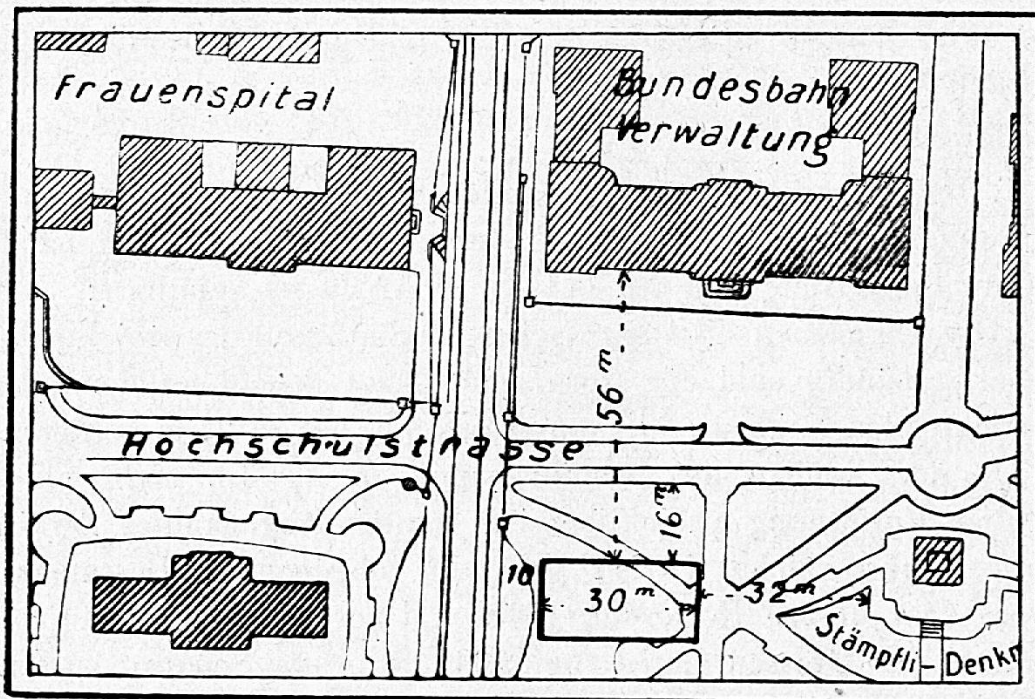 Frauenspital
Bundesbahn
Verwaltung
56 m
Hochschulstrasse
16 m
10
30 m
32 m
Stämpfli - Denkm